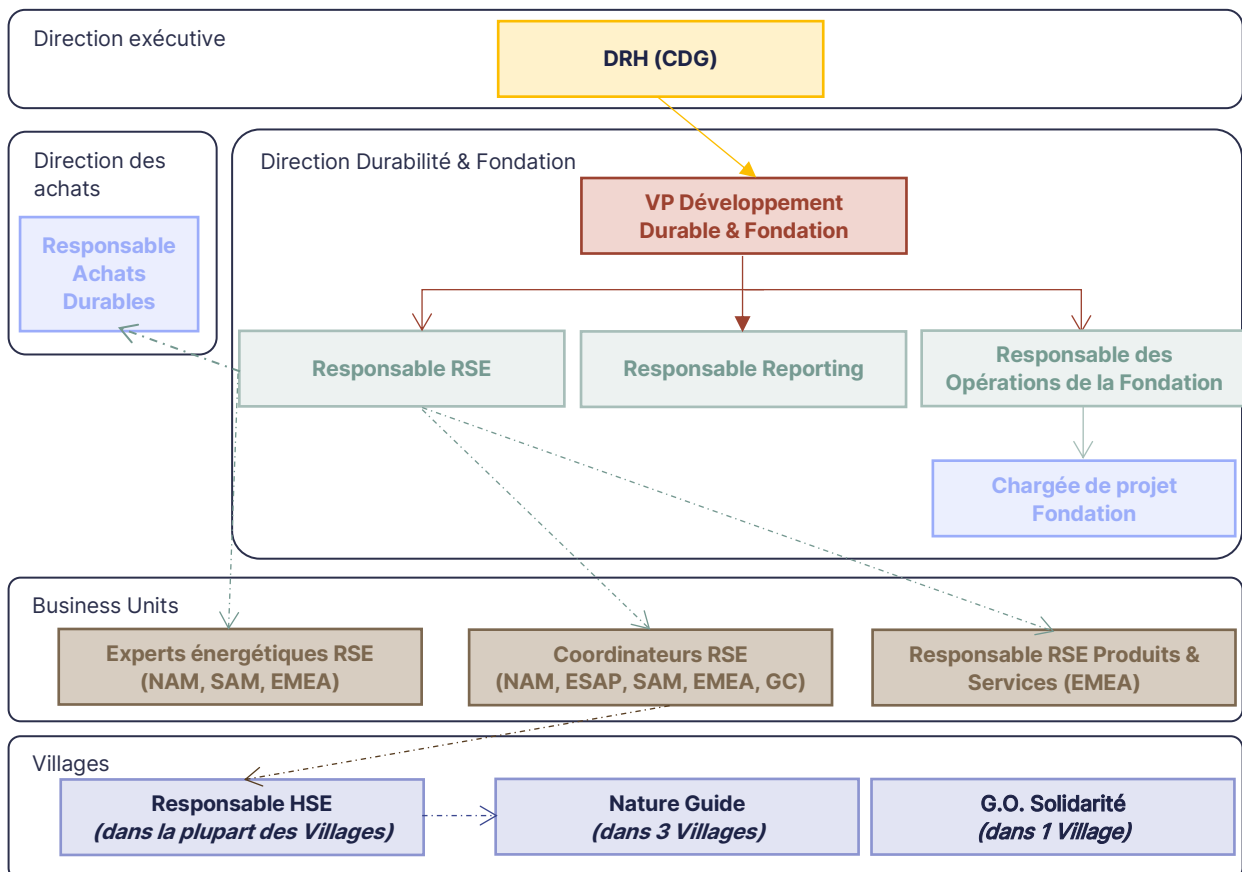 Direction exécutive
DRH (CDG)
Direction des
achats
Responsable
Achats
Durables
Direction Durabilité & Fondation
VP Développement
Durable & Fondation
Responsable RSE
Responsable Reporting
Responsable des
Opérations de la Fondation
Chargée de projet
Fondation
Business Units
Experts énergétiques RSE
(NAM, SAM, EMEA)
Coordinateurs RSE
(NAM, ESAP, SAM, EMEA, GC)
Responsable RSE Produits &
Services (EMEA)
Villages
Responsable HSE
(dans la plupart des Villages)
Nature Guide
(dans 3 Villages)
G.O. Solidarité
(dans 1 Village)